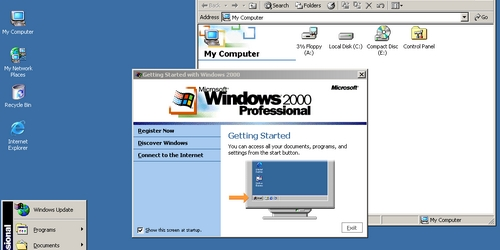 My Computer
My Network
Places
Recycle Bin
Internet
Explorer
Back
Search
Folders
History
Address
My Computer
My Computer
3½ Floppy
(A:)
Local Disk (C:)
Compact
Disc (E:)
Control Panel
Getting Started with Windows 2000
Microsoft
Windows 2000
Professional
Microsoft
Register Now
Discover Windows
Connect to the Internet
Getting Started
You can access all your documents, programs, and
settings from the start button.
Show this screen at startup.
Exit
My Computer
Windows Update
Programs
Documents
sional